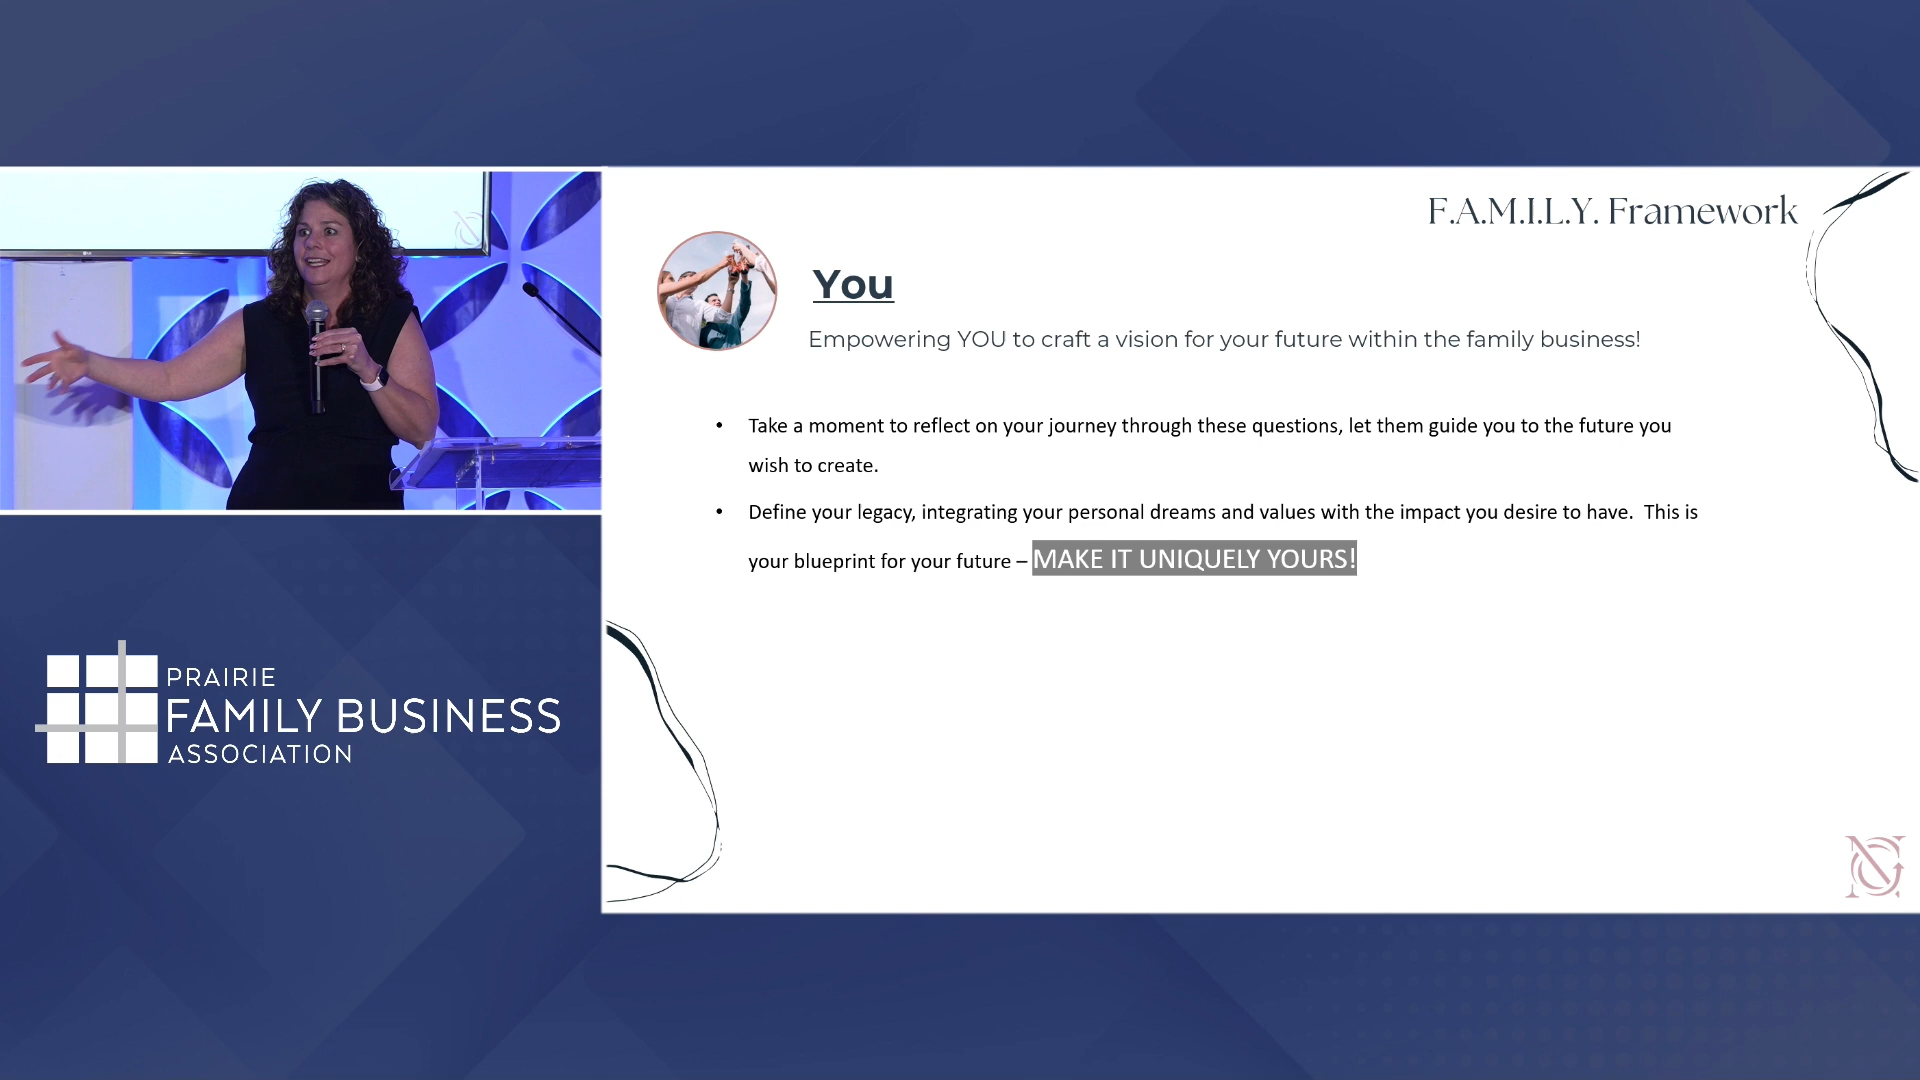 F.A.M.I.L.Y. Framework
You
Empowering YOU to craft a vision for your future within the family business!
• Take a moment to reflect on your journey through these questions, let them guide you to the future you
wish to create.
• Define your legacy, integrating your personal dreams and values with the impact you desire to have.  This is
your blueprint for your future – MAKE IT UNIQUELY YOURS!
PRAIRIE
FAMILY BUSINESS
ASSOCIATION